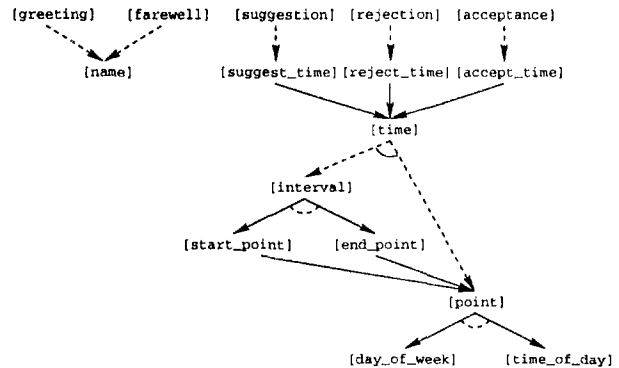 [greeting] [farewell] [suggestion] [rejection] [acceptance]
[name] [suggest_time] [reject_time] [accept_time]
[time]
[interval]
[start_point] [end_point]
[point]
[day_of_week] [time_of_day]